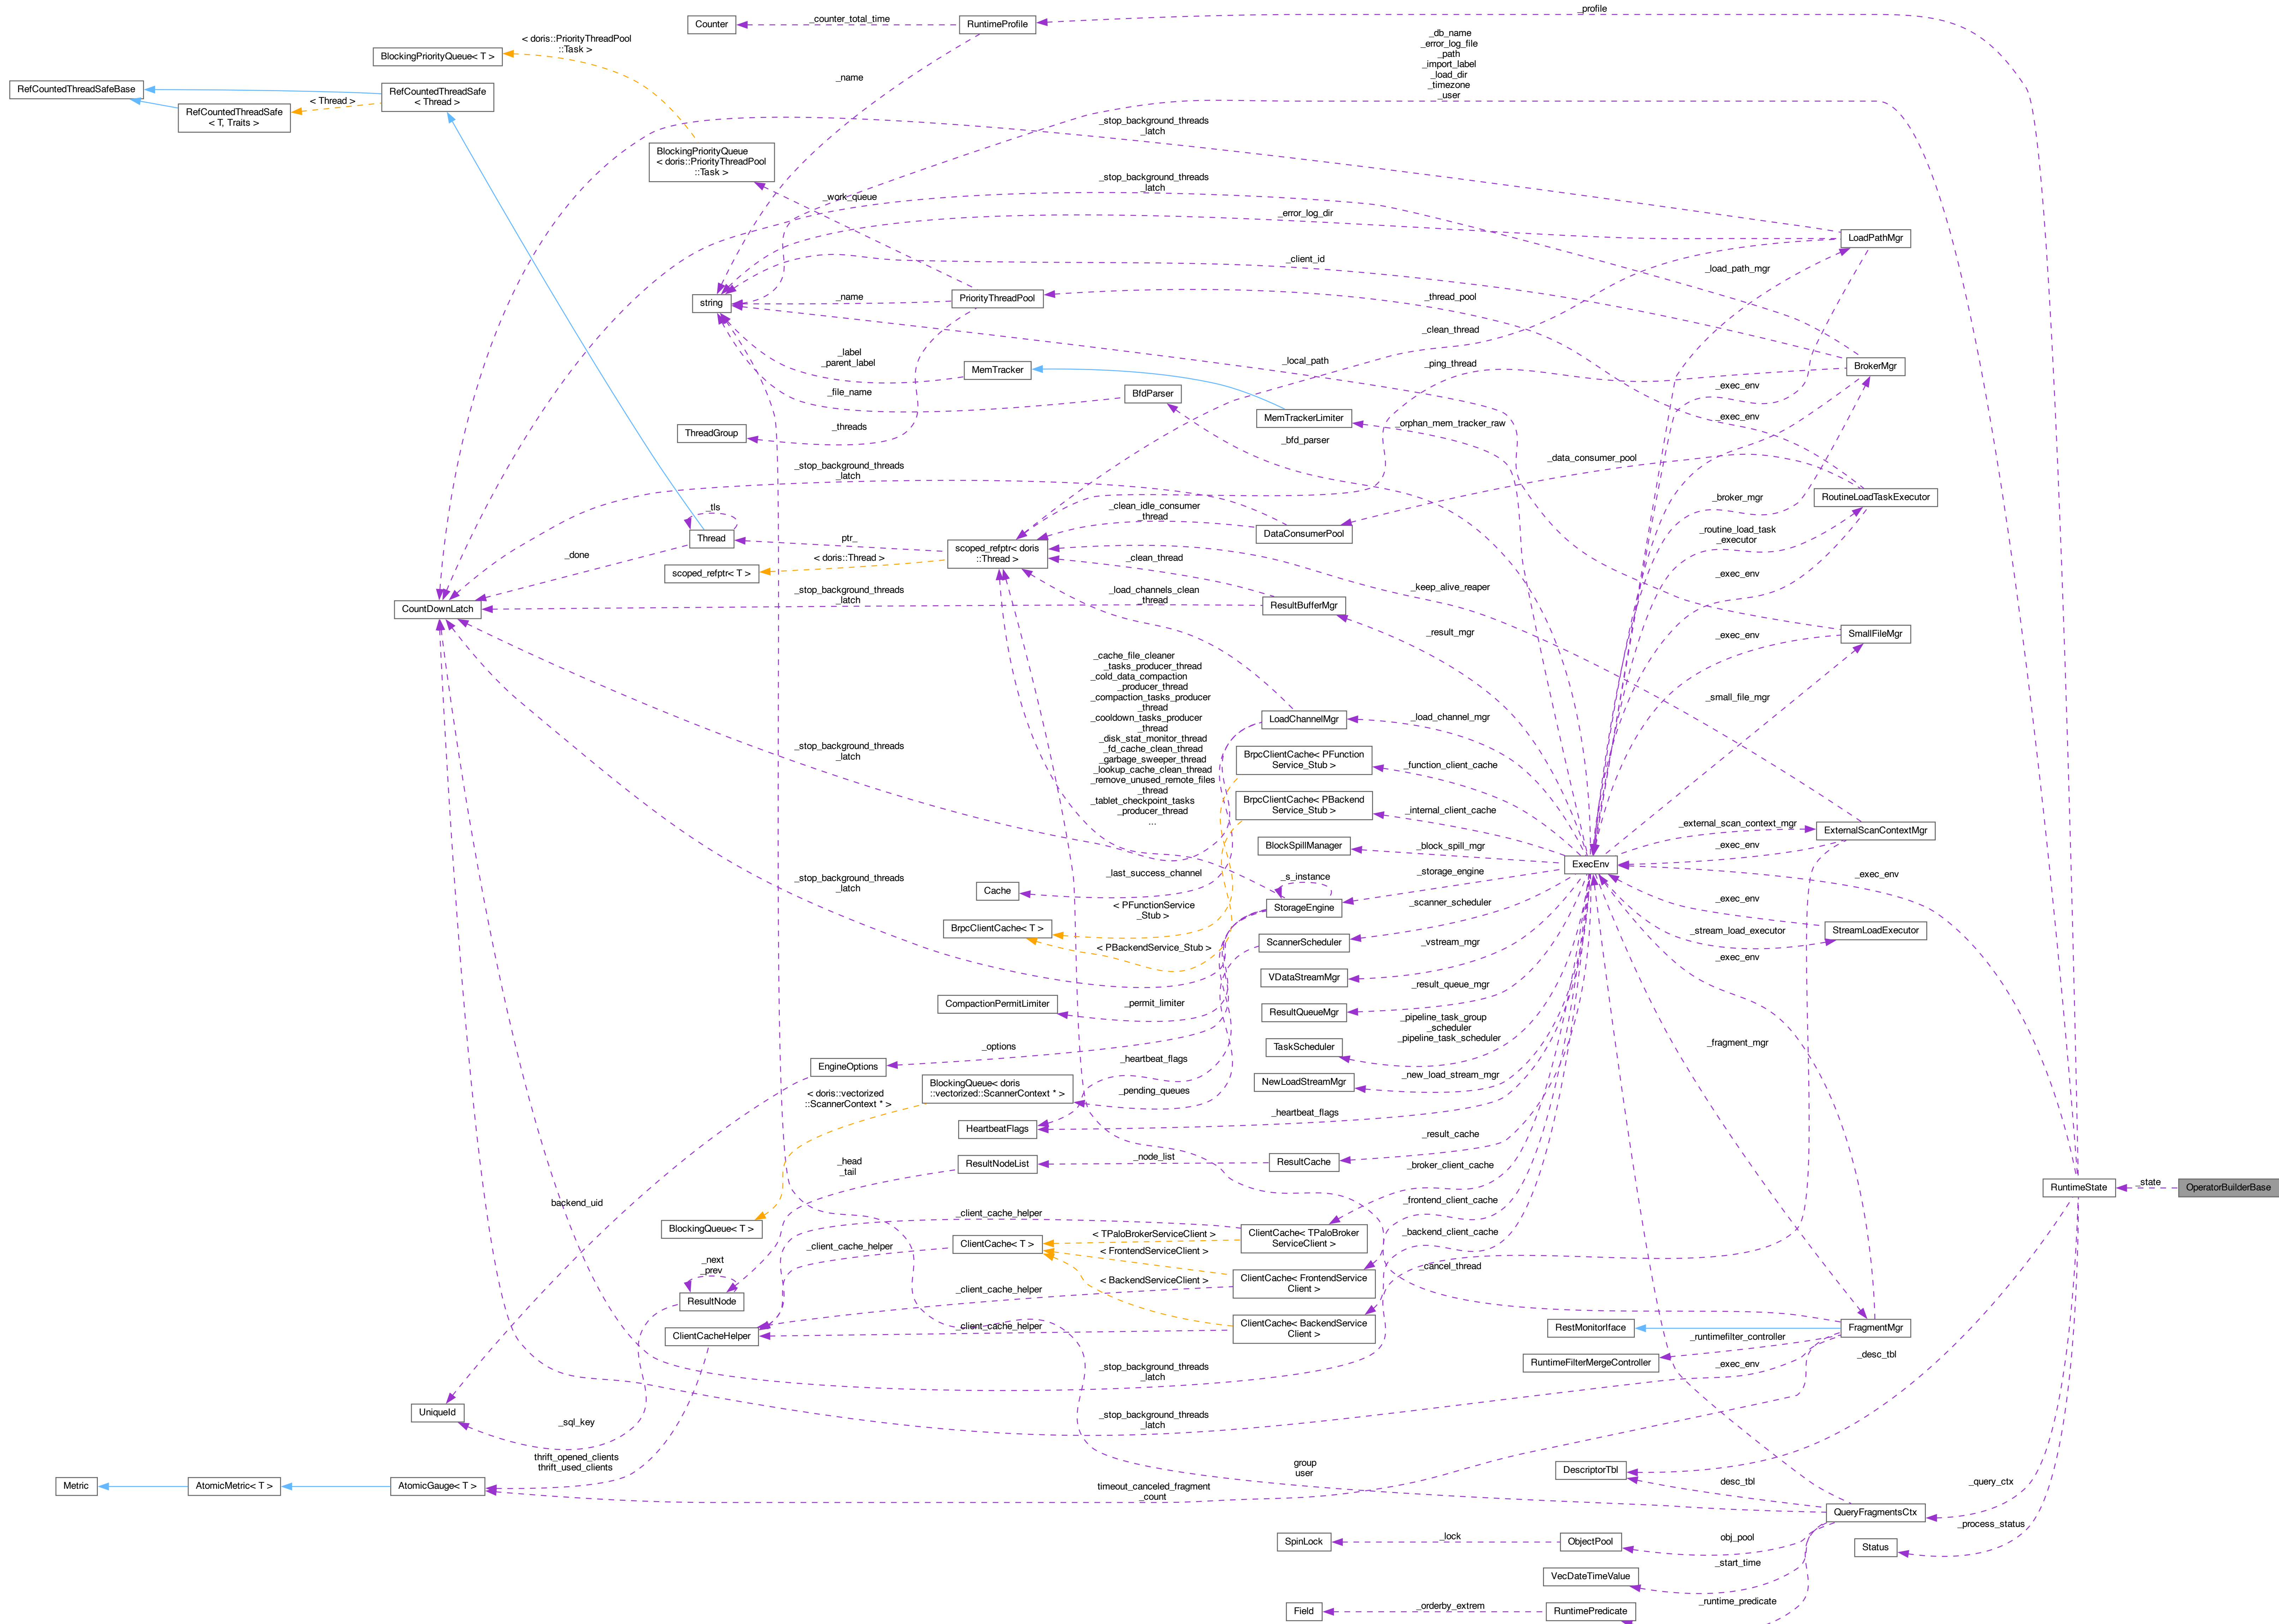 Counter
_counter_total_time
RuntimeProfile
_profile
BlockingPriorityQueue< T >
< doris::PriorityThreadPool
::Task >
_name
_db_name
_error_log_file
_path
_import_label
_load_dir
_timezone
_user
RefCountedThreadSafeBase
RefCountedThreadSafe
< T, Traits >
< Thread >
RefCountedThreadSafe
< Thread >
BlockingPriorityQueue
< doris::PriorityThreadPool
::Task >
_stop_background_threads
_latch
_stop_background_threads
_latch
_work_queue
_error_log_dir
LoadPathMgr
_client_id
_load_path_mgr
string
_name
PriorityThreadPool
_thread_pool
_clean_thread
_label
_parent_label
MemTracker
_local_path
_ping_thread
BrokerMgr
_file_name
BfdParser
_exec_env
MemTrackerLimiter
_orphan_mem_tracker_raw
_exec_env
ThreadGroup
_threads
_bfd_parser
_data_consumer_pool
_stop_background_threads
_latch
_clean_idle_consumer
_thread
_broker_mgr
RoutineLoadTaskExecutor
_tls
Thread
ptr_
scoped_refptr< doris
::Thread >
DataConsumerPool
_routine_load_task
_executor
_done
< doris::Thread >
scoped_refptr< T >
_clean_thread
_exec_env
_keep_alive_reaper
CountDownLatch
_stop_background_threads
_latch
_load_channels_clean
_thread
ResultBufferMgr
_result_mgr
_exec_env
SmallFileMgr
_cache_file_cleaner
_tasks_producer_thread
_cold_data_compaction
_producer_thread
_compaction_tasks_producer
_thread
_cooldown_tasks_producer
_thread
_disk_stat_monitor_thread
_fd_cache_clean_thread
_garbage_sweeper_thread
_lookup_cache_clean_thread
_remove_unused_remote_files
_thread
_tablet_checkpoint_tasks
_producer_thread
...
_small_file_mgr
LoadChannelMgr
_load_channel_mgr
_stop_background_threads
_latch
BrpcClientCache< PFunction
Service_Stub >
_function_client_cache
BrpcClientCache< PBackend
Service_Stub >
_internal_client_cache
_external_scan_context_mgr
ExternalScanContextMgr
BlockSpillManager
_block_spill_mgr
_exec_env
ExecEnv
_last_success_channel
_s_instance
_storage_engine
_exec_env
_stop_background_threads
_latch
Cache
< PFunctionService
_Stub >
StorageEngine
_scanner_scheduler
_exec_env
BrpcClientCache< T >
< PBackendService_Stub >
ScannerScheduler
_vstream_mgr
_stream_load_executor
StreamLoadExecutor
VDataStreamMgr
_exec_env
_result_queue_mgr
CompactionPermitLimiter
_permit_limiter
ResultQueueMgr
_pipeline_task_group
_scheduler
_pipeline_task_scheduler
_options
TaskScheduler
_fragment_mgr
EngineOptions
_heartbeat_flags
NewLoadStreamMgr
_new_load_stream_mgr
BlockingQueue< doris
::vectorized::ScannerContext * >
_pending_queues
< doris::vectorized
::ScannerContext * >
_heartbeat_flags
HeartbeatFlags
_result_cache
_head
_tail
ResultNodeList
_node_list
ResultCache
_broker_client_cache
RuntimeState
_state
OperatorBuilderBase
backend_uid
_frontend_client_cache
_client_cache_helper
BlockingQueue< T >
ClientCache< TPaloBroker
ServiceClient >
_backend_client_cache
< TPaloBrokerServiceClient >
_client_cache_helper
ClientCache< T >
< FrontendServiceClient >
_next
_prev
_cancel_thread
< BackendServiceClient >
ClientCache< FrontendService
Client >
_client_cache_helper
ResultNode
ClientCacheHelper
_client_cache_helper
ClientCache< BackendService
Client >
RestMonitorIface
FragmentMgr
_runtimefilter_controller
RuntimeFilterMergeController
_desc_tbl
_stop_background_threads
_latch
_exec_env
UniqueId
_sql_key
_stop_background_threads
_latch
thrift_opened_clients
thrift_used_clients
group
user
DescriptorTbl
desc_tbl
_query_ctx
Metric
AtomicMetric< T >
AtomicGauge< T >
timeout_canceled_fragment
_count
QueryFragmentsCtx
_process_status
SpinLock
_lock
ObjectPool
obj_pool
Status
_start_time
VecDateTimeValue
_runtime_predicate
Field
_orderby_extrem
RuntimePredicate